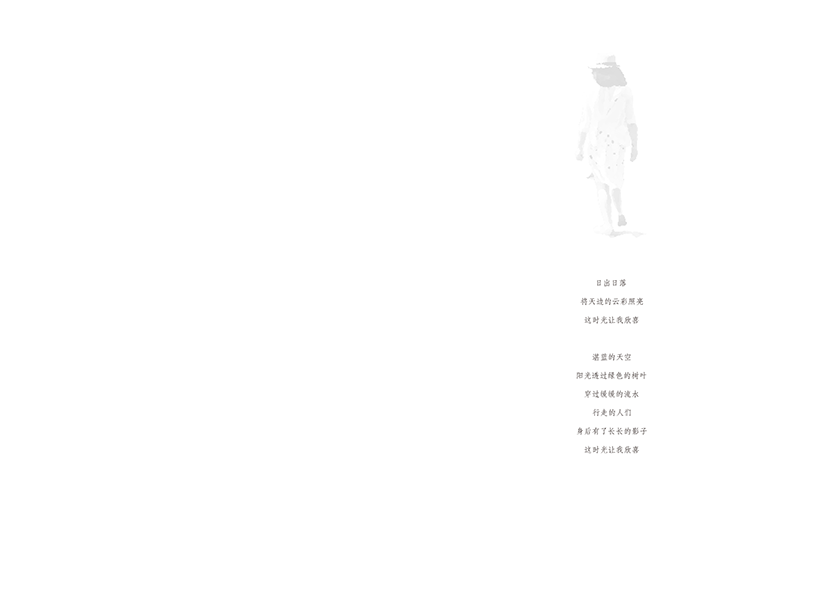 日出日落
将天边的云彩照亮
这时光让我欣喜
湛蓝的天空
阳光透过绿色的树叶
穿过缓缓的流水
行走的人们
身后有了长长的影子
这时光让我欣喜